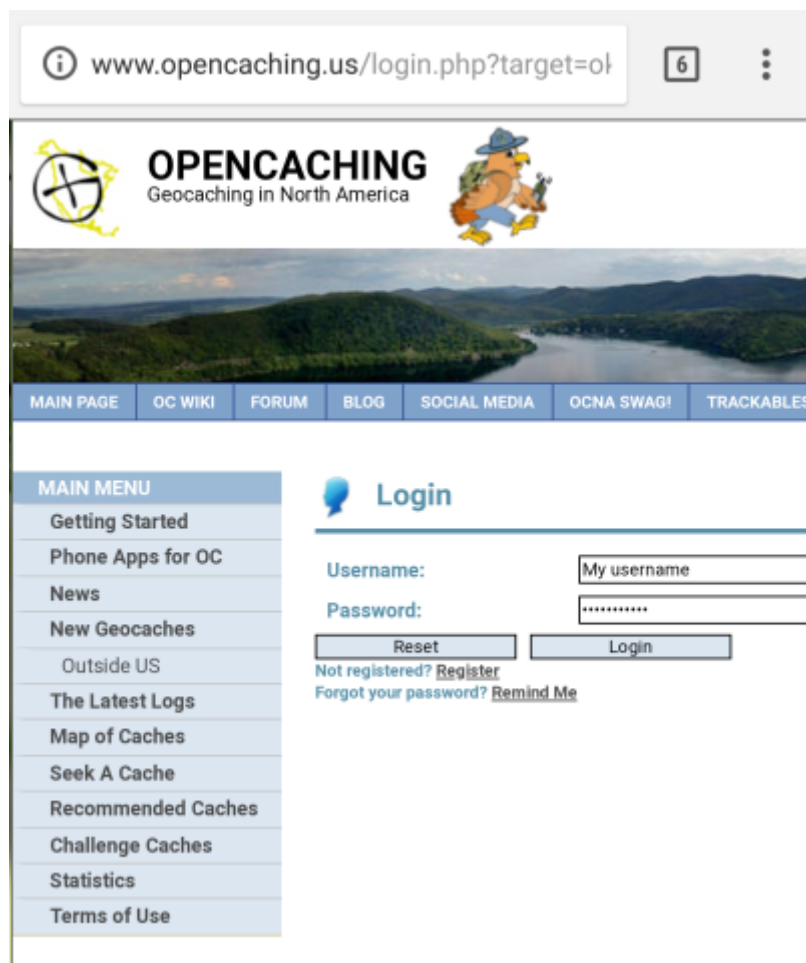 www.opencaching.us/login.php?target=o
6
OPENCACHING
Geocaching in North America
MAIN PAGE OC WIKI FORUM BLOG SOCIAL MEDIA OCNA SWAG! TRACKABLES
MAIN MENU
Getting Started
Phone Apps for OC
News
New Geocaches
Outside US
The Latest Logs
Map of Caches
Seek A Cache
Recommended Caches
Challenge Caches
Statistics
Terms of Use
Login
Username: My username
Password: ···········
Reset Login
Not registered? Register
Forgot your password? Remind Me